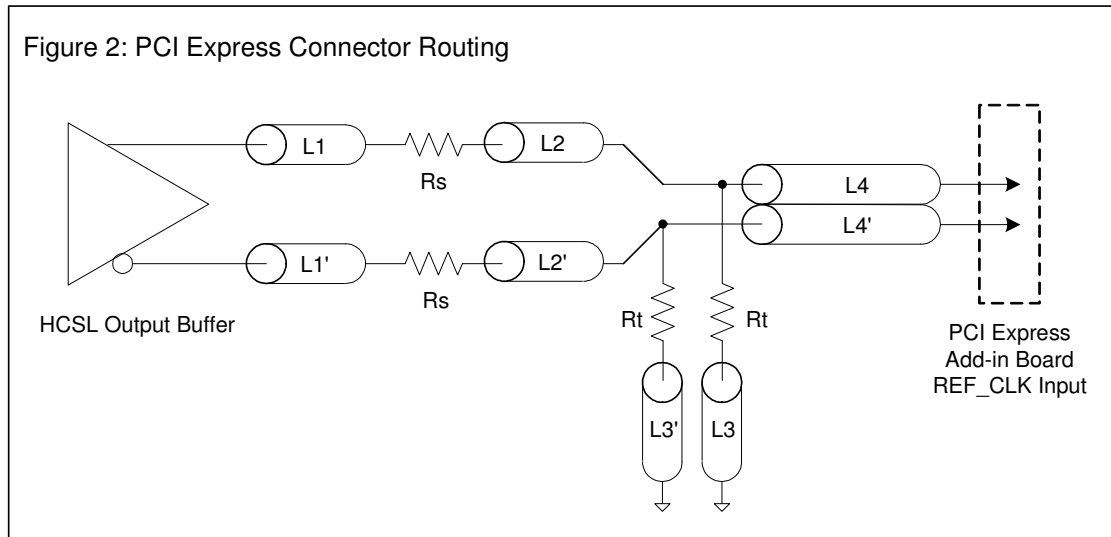 Figure 2: PCI Express Connector Routing
L1
Rs
L2
L4
L4'
L1'
Rs
L2'
HCSL Output Buffer
Rt
Rt
L3'
L3
PCI Express
Add-in Board
REF_CLK Input